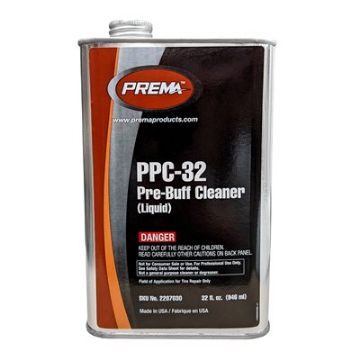 PREMA™
www.premaproducts.com
PPC-32
Pre-Buff Cleaner
(Liquid)
DANGER
KEEP OUT OF THE REACH OF CHILDREN.
READ CAREFULLY OTHER CAUTIONS ON BACK PANEL.
Not for Consumer Sale or Use. For Professional Use Only.
See Safety Data Sheet for details.
Not a general purpose cleaner or degreaser.
Field of Application for Tire Repair Only
SKU No. 2207030 32 fl. oz. (946 ml)
Made in USA / Fabriqué en USA